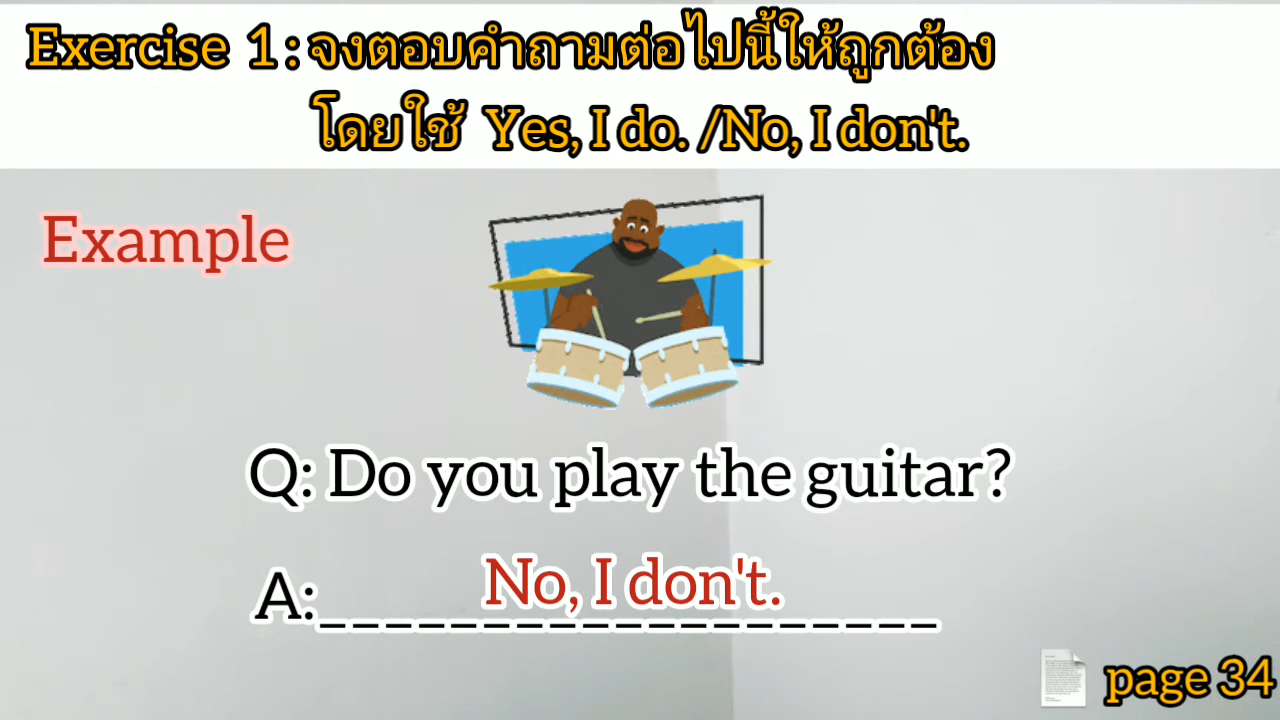 Exercise 1 : จงตอบคำถามต่อไปนี้ให้ถูกต้อง
โดยใช้ Yes, I do. /No, I don't.
Example
Q: Do you play the guitar?
No, I don't.
A:___________________
page 34